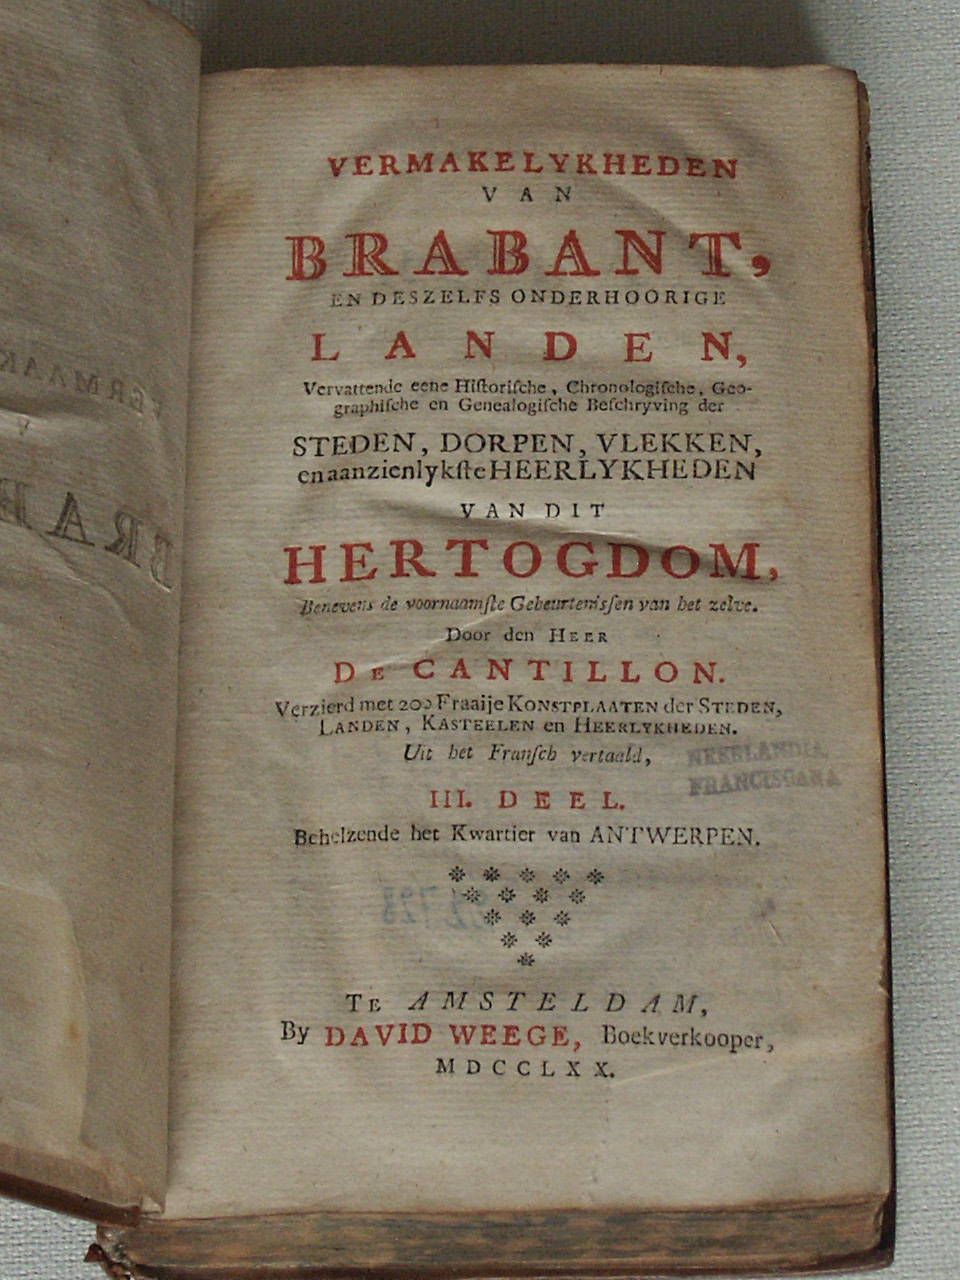 VERMAKELYKHEDEN
VAN
BRABANT,
EN DESZELFS ONDERHOORIGE
LANDEN,
Vervattende eene Hiſtoriſche, Chronologiſche, Geo-
graphiſche en Genealogiſche Beſchryving der
STEDEN, DORPEN, VLEKKEN,
en aanzienlykſte HEERLYKHEDEN
VAN DIT
HERTOGDOM,
Benevens de voornaamſte Gebeurteniſſen van het zelve.
Door den HEER
DE CANTILLON.
Verzierd met 200 Fraaije KONSTPLAATEN der STEDEN,
LANDEN, KASTEELEN en HEERLYKHEDEN.
Uit het Franſch vertaald,
NEERLANDIA
FRANCISCANA
III. DEEL.
Behelzende het Kwartier van ANTWERPEN.
TE AMSTELDAM,
By DAVID WEEGE, Boekverkooper,
MDCCLXX.